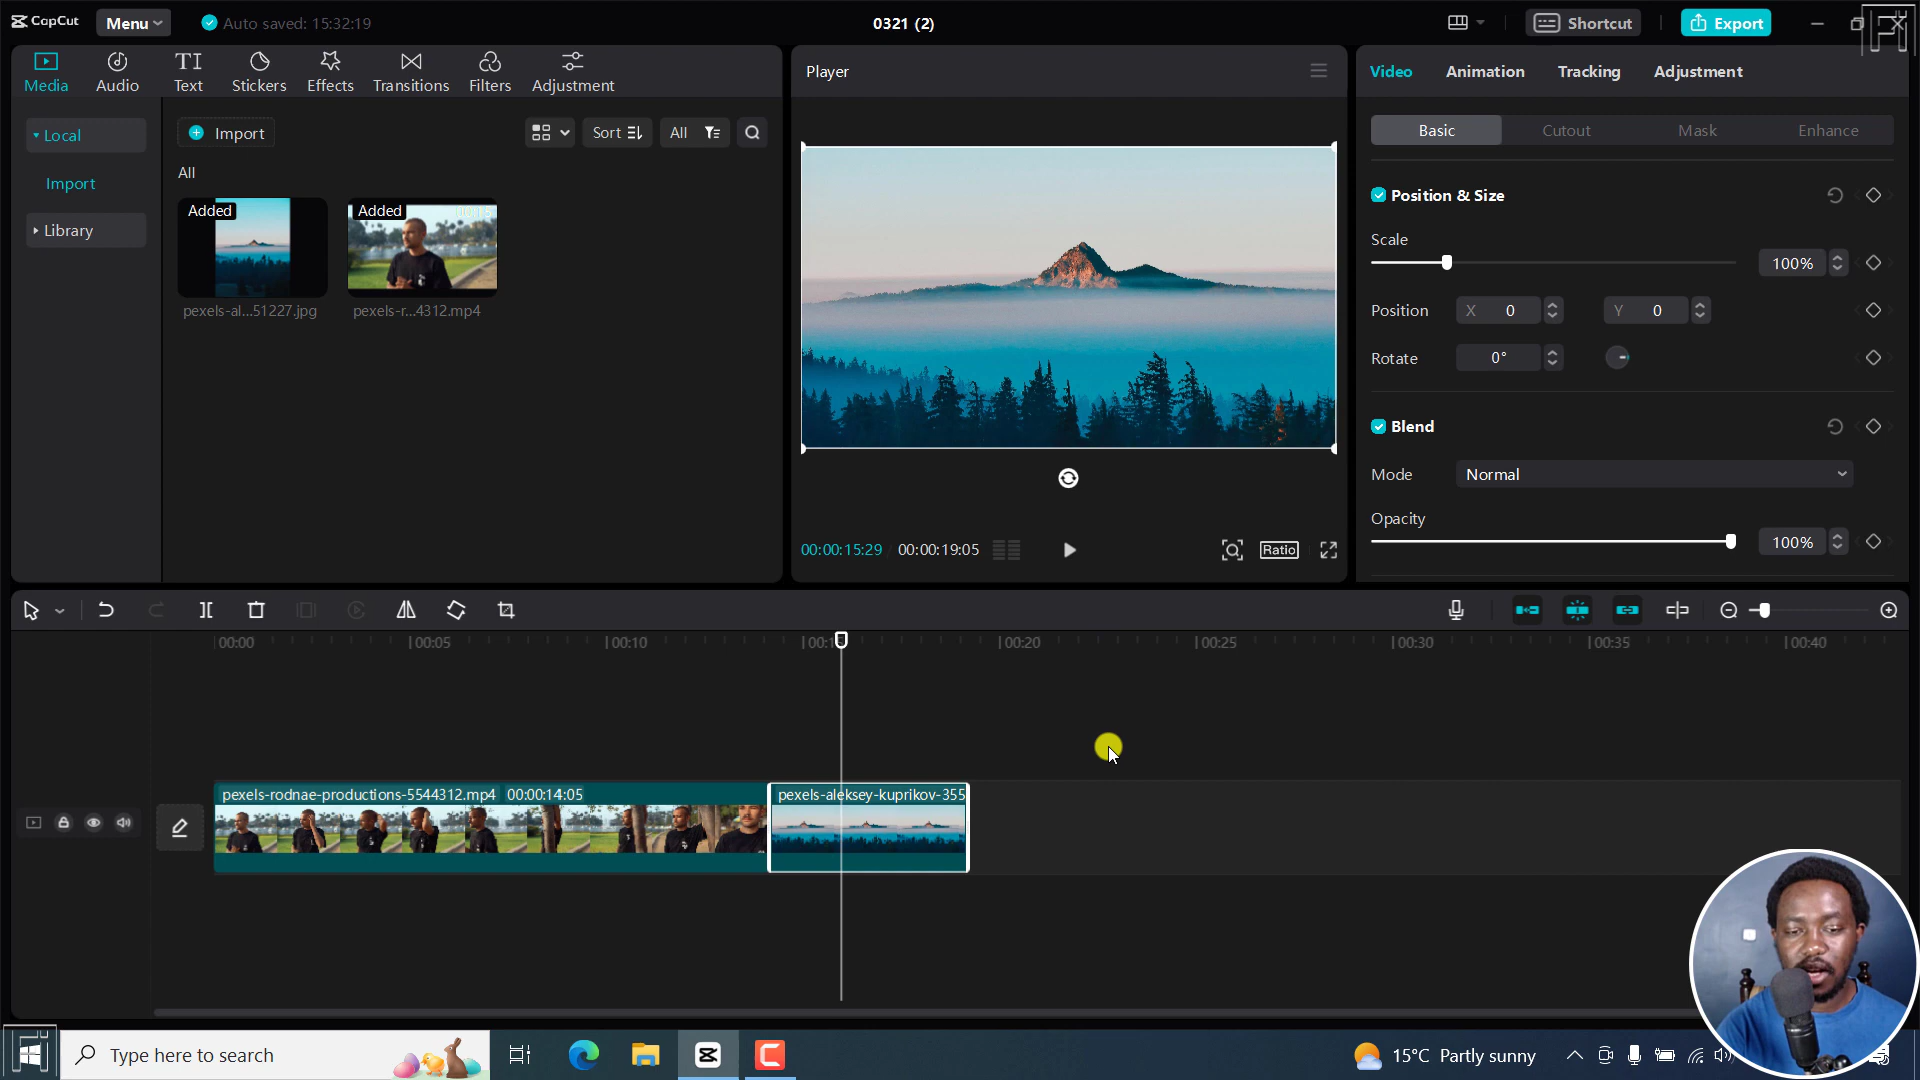 CapCut
Menu
Auto saved: 15:32:19
0321 (2)
Shortcut
Export
Media
Audio
TI
Text
Stickers
Effects
Transitions
Filters
Adjustment
Local
Import
Library
Import
Sort
All
All
Added
pexels-al...51227.jpg
Added
pexels-r...4312.mp4
Player
00:00:15:29
00:00:19:05
Ratio
Video
Animation
Tracking
Adjustment
Basic
Cutout
Mask
Enhance
Position & Size
Scale
100%
Position
X 0
Y 0
Rotate
0°
Blend
Mode
Normal
Opacity
100%
00:00
00:05
00:10
00:20
00:25
00:30
00:35
00:40
pexels-rodnae-productions-5544312.mp4 00:00:14:05
pexels-aleksey-kuprikov-355
Type here to search
15°C Partly sunny